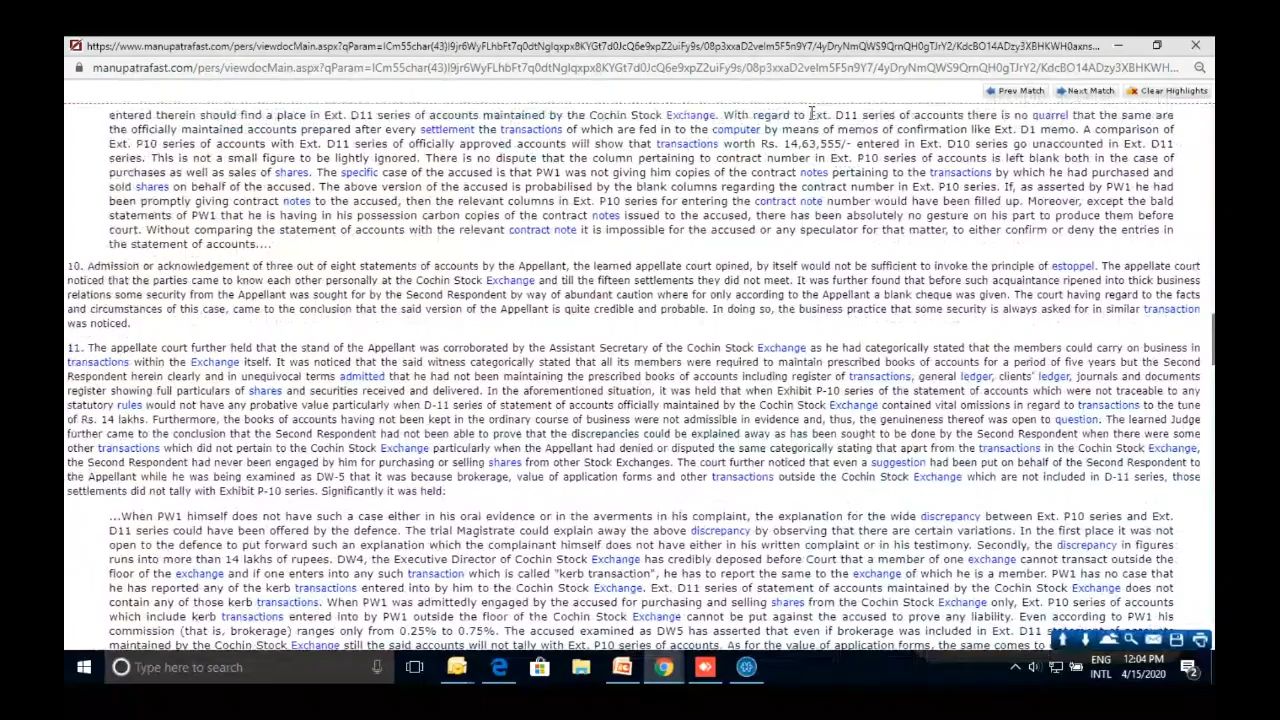 https://www.manupatrafast.com/pers/viewdocMain.aspx?qParam=ICm55char(43)I9jr6WyFLhbFt7q0dtNgIqxpx8KYGt7d0JcQ6e9xpZ2uiFy9s/08p3xxaD2veIm5F5n9Y7/4yDryNmQWS9QrnQH0gTJrY2/KdcBO14ADzy3XBHKWH0axns...
manupatrafast.com/pers/viewdocMain.aspx?qParam=ICm55char(43)I9jr6WyFLhbFt7q0dtNgIqxpx8KYGt7d0JcQ6e9xpZ2uiFy9s/08p3xxaD2veIm5F5n9Y7/4yDryNmQWS9QrnQH0gTJrY2/KdcBO14ADzy3XBHKWH...
Prev Match Next Match Clear Highlights
entered therein should find a place in Ext. D11 series of accounts maintained by the Cochin Stock Exchange. With regard to Ext. D11 series of accounts there is no quarrel that the same are
the officially maintained accounts prepared after every settlement the transactions of which are fed in to the computer by means of memos of confirmation like Ext. D1 memo. A comparison of
Ext. P10 series of accounts with Ext. D11 series of officially approved accounts will show that transactions worth Rs. 14,63,555/- entered in Ext. D10 series go unaccounted in Ext. D11
series. This is not a small figure to be lightly ignored. There is no dispute that the column pertaining to contract number in Ext. P10 series of accounts is left blank both in the case of
purchases as well as sales of shares. The specific case of the accused is that PW1 was not giving him copies of the contract notes pertaining to the transactions by which he had purchased and
sold shares on behalf of the accused. The above version of the accused is probabilised by the blank columns regarding the contract number in Ext. P10 series. If, as asserted by PW1 he had
been promptly giving contract notes to the accused, then the relevant columns in Ext. P10 series for entering the contract note number would have been filled up. Moreover, except the bald
statements of PW1 that he is having in his possession carbon copies of the contract notes issued to the accused, there has been absolutely no gesture on his part to produce them before
court. Without comparing the statement of accounts with the relevant contract note it is impossible for the accused or any speculator for that matter, to either confirm or deny the entries in
the statement of accounts....
10. Admission or acknowledgement of three out of eight statements of accounts by the Appellant, the learned appellate court opined, by itself would not be sufficient to invoke the principle of estoppel. The appellate court
noticed that the parties came to know each other personally at the Cochin Stock Exchange and till the fifteen settlements they did not meet. It was further found that before such acquaintance ripened into thick business
relations some security from the Appellant was sought for by the Second Respondent by way of abundant caution where for only according to the Appellant a blank cheque was given. The court having regard to the facts
and circumstances of this case, came to the conclusion that the said version of the Appellant is quite credible and probable. In doing so, the business practice that some security is always asked for in similar transaction
was noticed.
11. The appellate court further held that the stand of the Appellant was corroborated by the Assistant Secretary of the Cochin Stock Exchange as he had categorically stated that the members could carry on business in
transactions within the Exchange itself. It was noticed that the said witness categorically stated that all its members were required to maintain prescribed books of accounts for a period of five years but the Second
Respondent herein clearly and in unequivocal terms admitted that he had not been maintaining the prescribed books of accounts including register of transactions, general ledger, clients' ledger, journals and documents
register showing full particulars of shares and securities received and delivered. In the aforementioned situation, it was held that when Exhibit P-10 series of the statement of accounts which were not traceable to any
statutory rules would not have any probative value particularly when D-11 series of statement of accounts officially maintained by the Cochin Stock Exchange contained vital omissions in regard to transactions to the tune
of Rs. 14 lakhs. Furthermore, the books of accounts having not been kept in the ordinary course of business were not admissible in evidence and, thus, the genuineness thereof was open to question. The learned Judge
further came to the conclusion that the Second Respondent had not been able to prove that the discrepancies could be explained away as has been sought to be done by the Second Respondent when there were some
other transactions which did not pertain to the Cochin Stock Exchange particularly when the Appellant had denied or disputed the same categorically stating that apart from the transactions in the Cochin Stock Exchange,
the Second Respondent had never been engaged by him for purchasing or selling shares from other Stock Exchanges. The court further noticed that even a suggestion had been put on behalf of the Second Respondent to
the Appellant while he was being examined as DW-5 that it was because brokerage, value of application forms and other transactions outside the Cochin Stock Exchange which are not included in D-11 series, those
settlements did not tally with Exhibit P-10 series. Significantly it was held:
...When PW1 himself does not have such a case either in his oral evidence or in the averments in his complaint, the explanation for the wide discrepancy between Ext. P10 series and Ext.
D11 series could have been offered by the defence. The trial Magistrate could explain away the above discrepancy by observing that there are certain variations. In the first place it was not
open to the defence to put forward such an explanation which the complainant himself does not have either in his written complaint or in his testimony. Secondly, the discrepancy in figures
runs into more than 14 lakhs of rupees. DW4, the Executive Director of Cochin Stock Exchange has credibly deposed before Court that a member of one exchange cannot transact outside the
floor of the exchange and if one enters into any such transaction which is called "kerb transaction", he has to report the same to the exchange of which he is a member. PW1 has no case that
he has reported any of the kerb transactions entered into by him to the Cochin Stock Exchange. Ext. D11 series of statement of accounts maintained by the Cochin Stock Exchange does not
contain any of those kerb transactions. When PW1 was admittedly engaged by the accused for purchasing and selling shares from the Cochin Stock Exchange only, Ext. P10 series of accounts
which include kerb transactions entered into by PW1 outside the floor of the Cochin Stock Exchange cannot be put against the accused to prove any liability. Even according to PW1 his
commission (that is, brokerage) ranges only from 0.25% to 0.75%. The accused examined as DW5 has asserted that even if brokerage was included in Ext. D11
maintained by the Cochin Stock Exchange still the said accounts will not tally with Ext. P10 series of accounts. As for the value of application forms, the same comes to
Type here to search
ENG
INTL
12:04 PM
4/15/2020
2